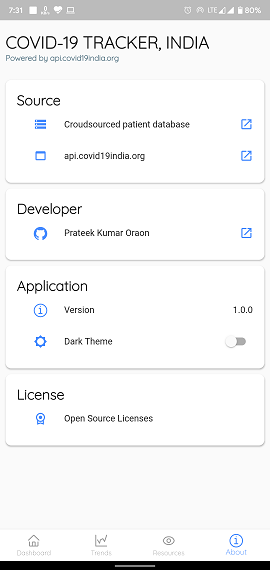 7:31
LTE 80%
COVID-19 TRACKER, INDIA
Powered by api.covid19india.org
Source
Croudsourced patient database
api.covid19india.org
Developer
Prateek Kumar Oraon
Application
Version 1.0.0
Dark Theme
License
Open Source Licenses
Dashboard Trends Resources About